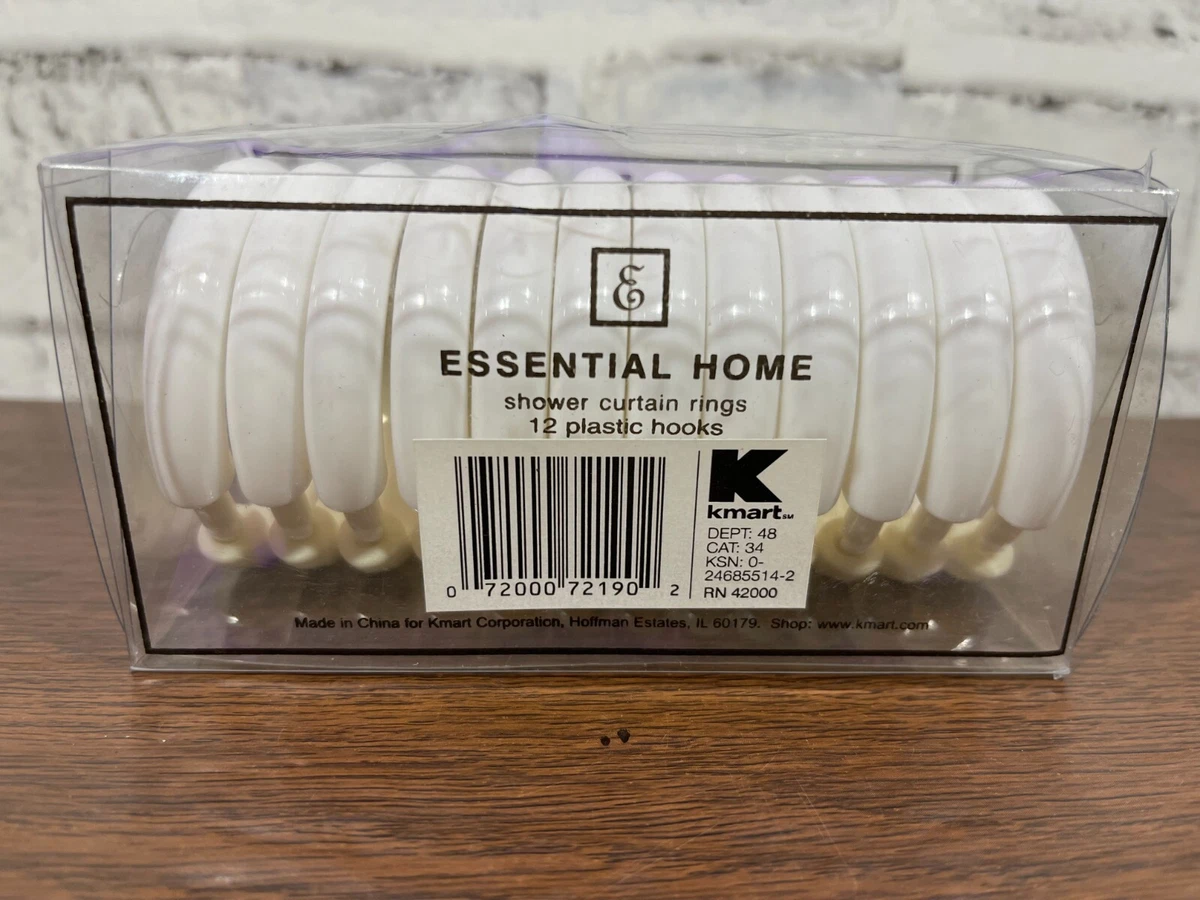 E
ESSENTIAL HOME
shower curtain rings
12 plastic hooks
K
kmart℠
DEPT: 48
CAT: 34
KSN: 0-
24685514-2
RN 42000
0 72000 72190 2
Made in China for Kmart Corporation, Hoffman Estates, IL 60179. Shop: www.kmart.com